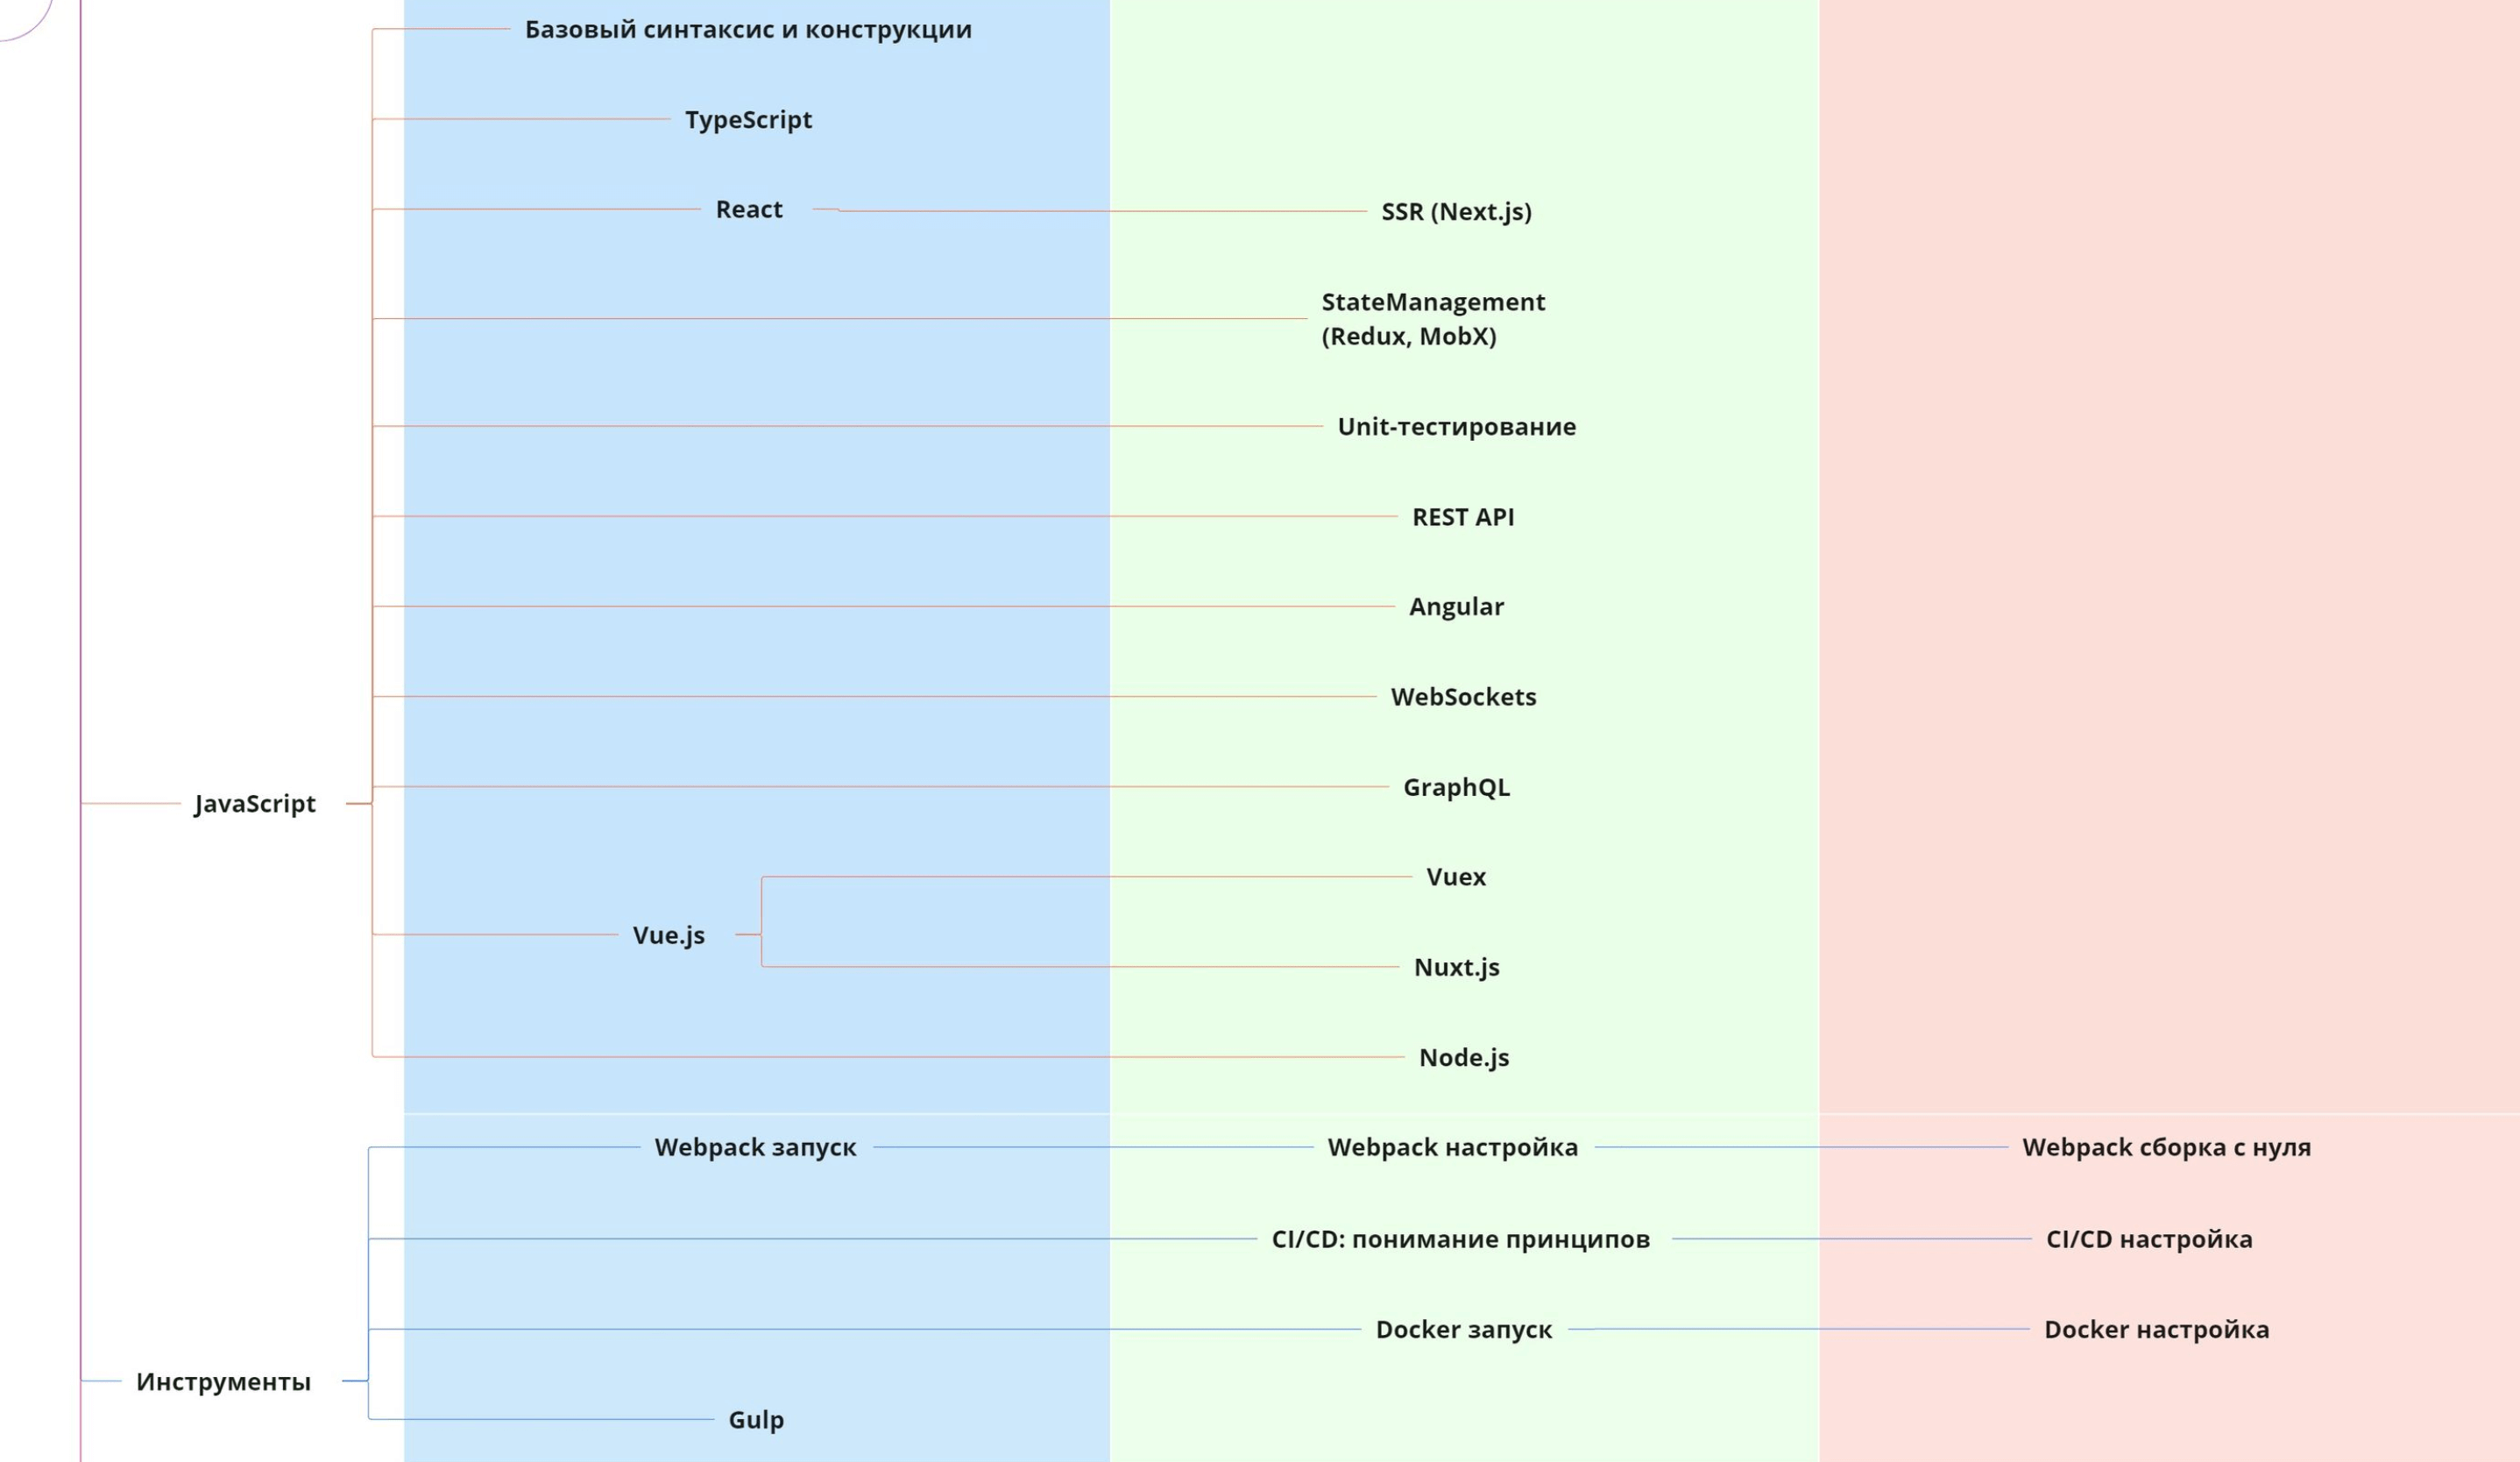 Базовый синтаксис и конструкции
TypeScript
React
SSR (Next.js)
StateManagement
(Redux, MobX)
Unit-тестирование
REST API
Angular
WebSockets
GraphQL
JavaScript
Vuex
Vue.js
Nuxt.js
Node.js
Webpack запуск
Webpack настройка
Webpack сборка с нуля
CI/CD: понимание принципов
CI/CD настройка
Docker запуск
Docker настройка
Инструменты
Gulp